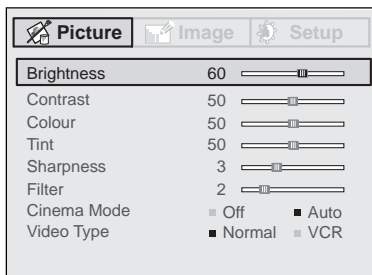 Picture Image Setup
Brightness 60
Contrast 50
Colour 50
Tint 50
Sharpness 3
Filter 2
Cinema Mode Off Auto
Video Type Normal VCR